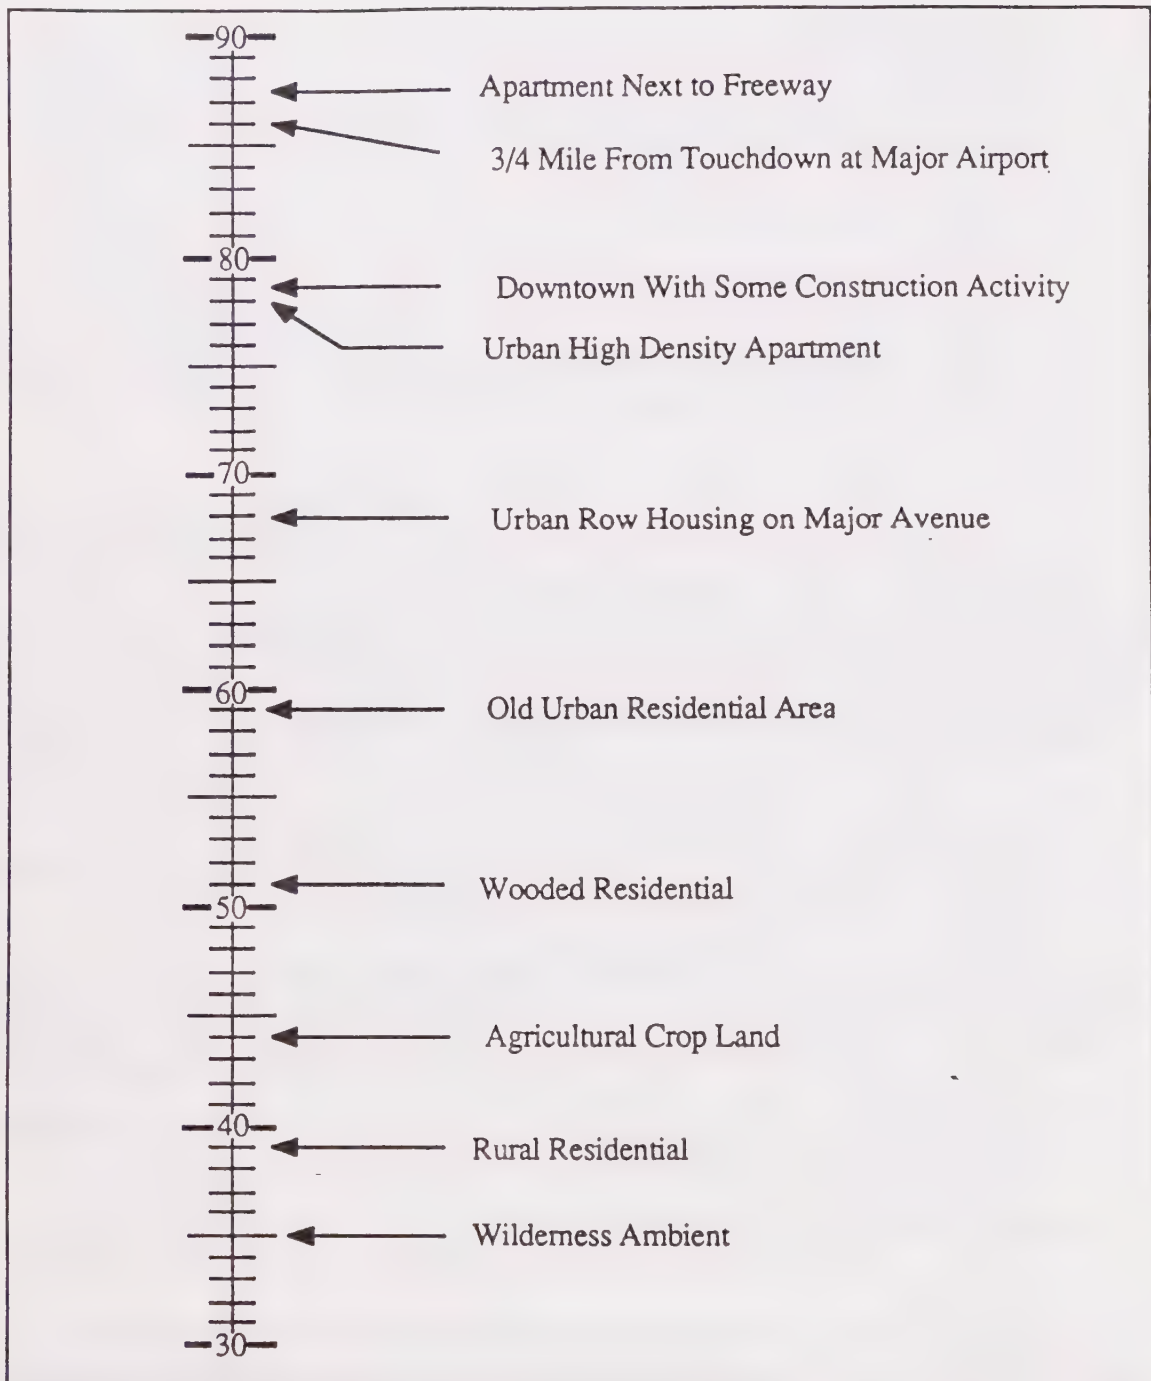 90
Apartment Next to Freeway
3/4 Mile From Touchdown at Major Airport
80
Downtown With Some Construction Activity
Urban High Density Apartment
70
Urban Row Housing on Major Avenue
60
Old Urban Residential Area
Wooded Residential
50
Agricultural Crop Land
40
Rural Residential
Wilderness Ambient
30